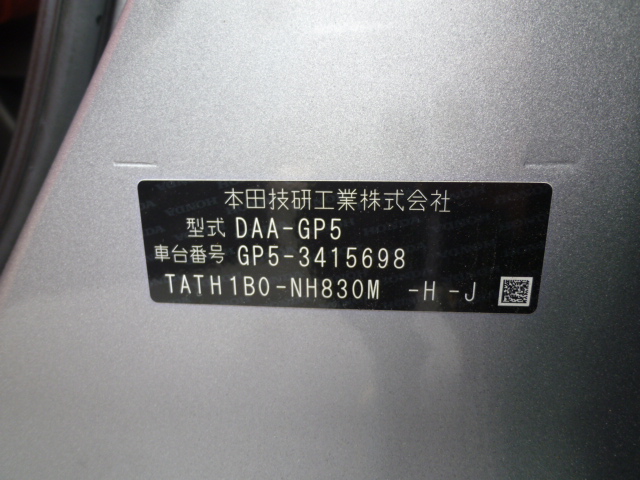 本田技研工業株式会社
型式 DAA-GP5
車台番号 GP5-3415698
TATH1B0-NH830M -H -J